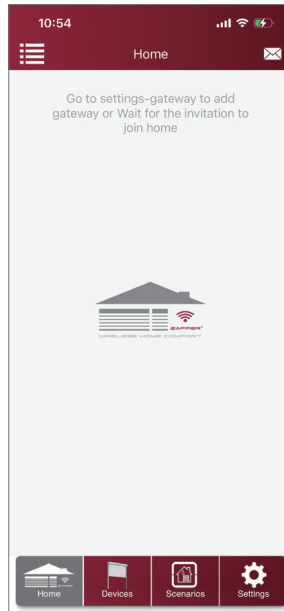 10:54
Home
Go to settings-gateway to add
gateway or Wait for the invitation to
join home
ZAPPER®
WIRELESS HOME COMFORT
Home
Devices
Scenarios
Settings